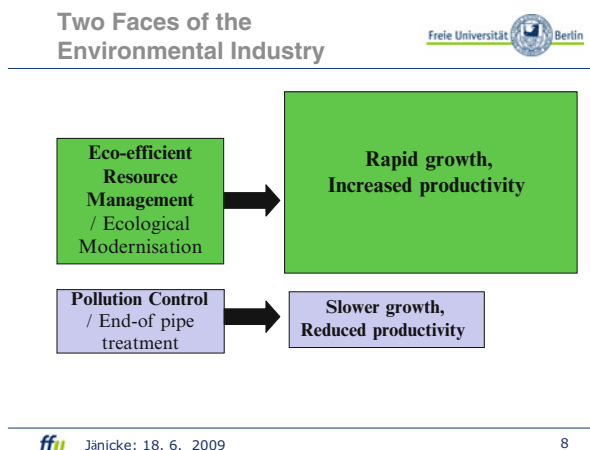 Two Faces of the
Environmental Industry
Freie Universität Berlin
Eco-efficient
Resource
Management
/ Ecological
Modernisation
Rapid growth,
Increased productivity
Pollution Control
/ End-of pipe
treatment
Slower growth,
Reduced productivity
ffu Jänicke: 18. 6. 2009 8